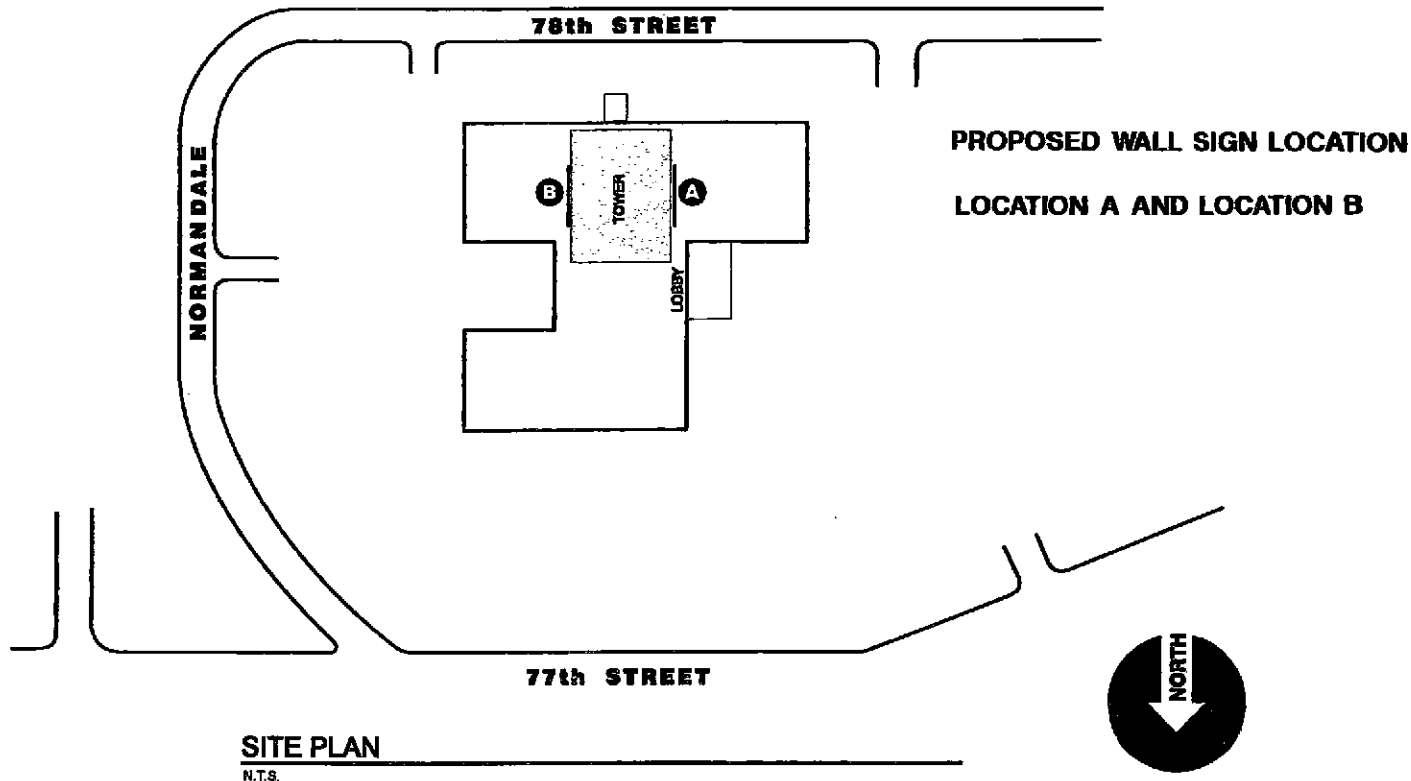 78th STREET
PROPOSED WALL SIGN LOCATION
LOCATION A AND LOCATION B
NORMANDALE
B
TOWER
A
LOBBY
77th STREET
NORTH
SITE PLAN
N.T.S.